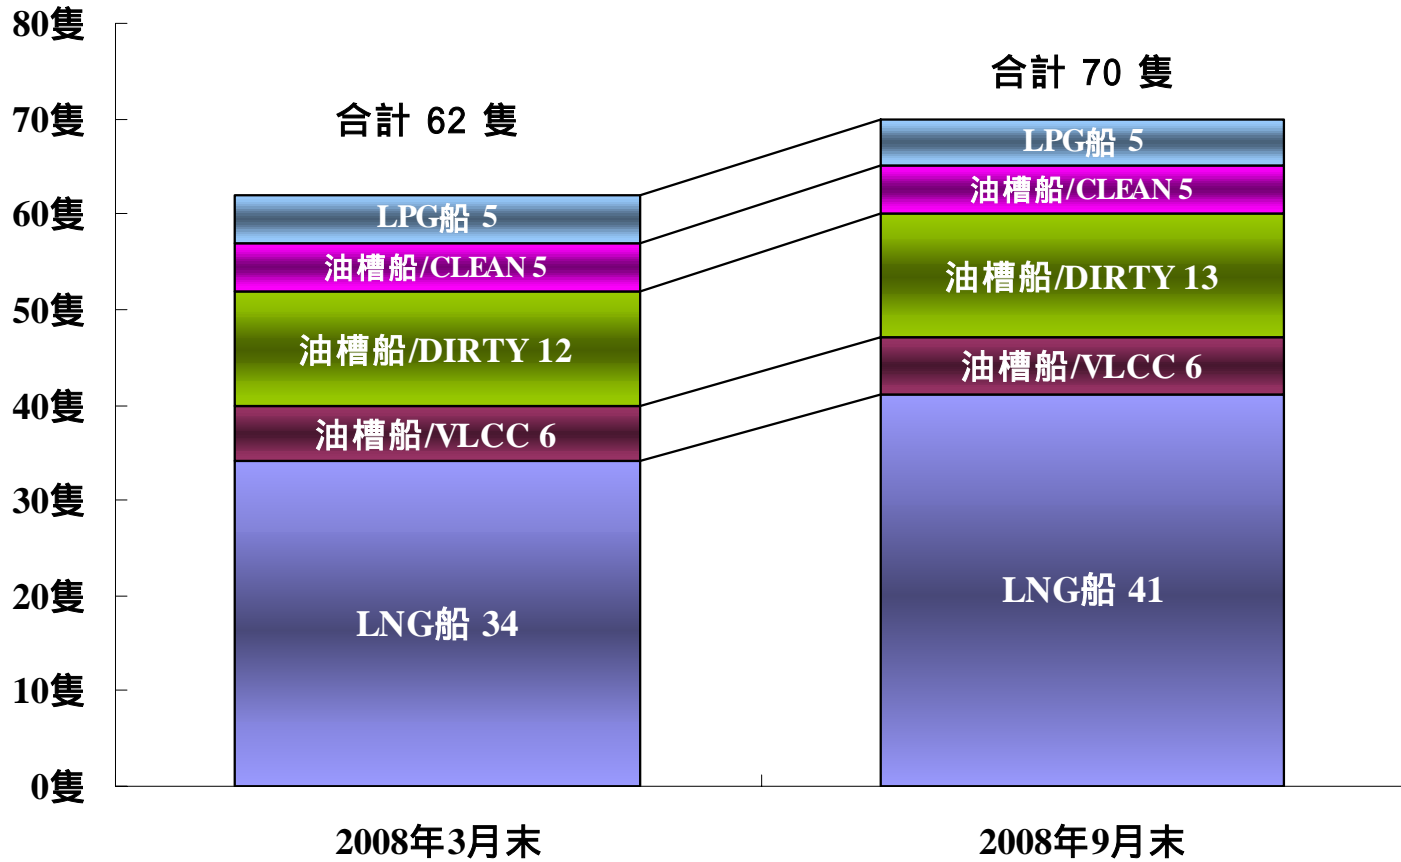 80隻
70隻
60隻
50隻
40隻
30隻
20隻
10隻
0隻
合計 62 隻
LPG船 5
油槽船/CLEAN 5
油槽船/DIRTY 12
油槽船/VLCC 6
LNG船 34
2008年3月末
合計 70 隻
LPG船 5
油槽船/CLEAN 5
油槽船/DIRTY 13
油槽船/VLCC 6
LNG船 41
2008年9月末